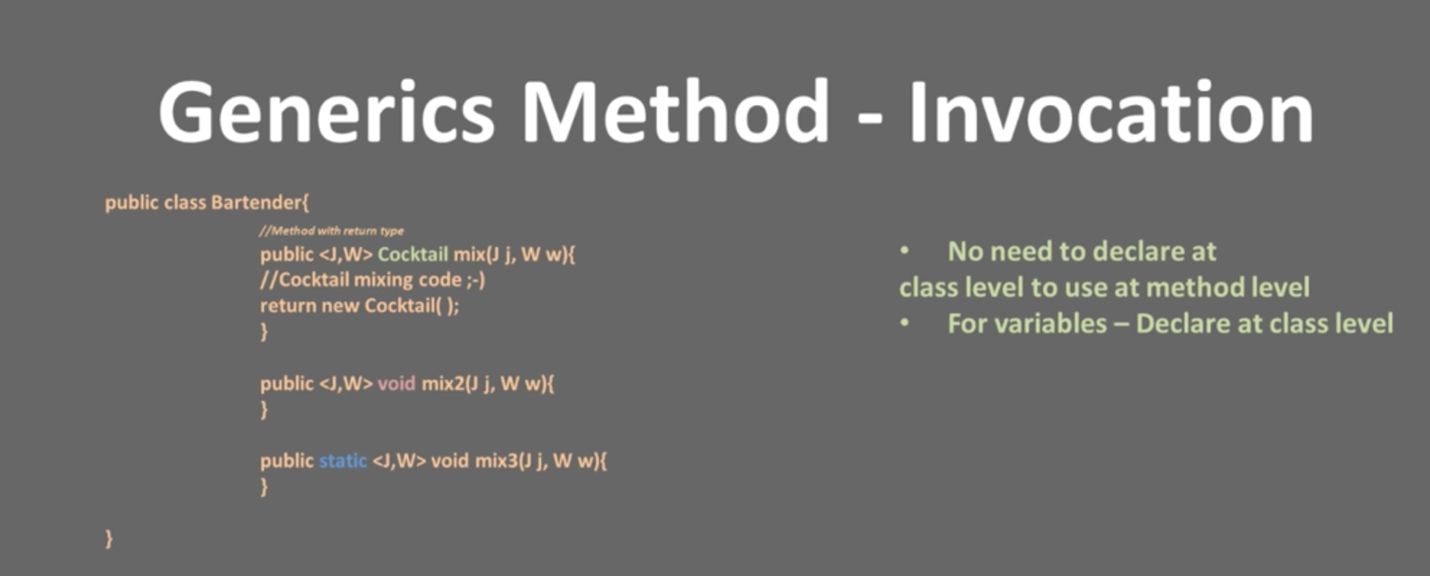 Generics Method - Invocation
public class Bartender{
//Method with return type
public <J,W> Cocktail mix(J j, W w){
//Cocktail mixing code ;-)
return new Cocktail( );
}
public <J,W> void mix2(J j, W w){
}
public static <J,W> void mix3(J j, W w){
}
}
• No need to declare at
class level to use at method level
• For variables – Declare at class level